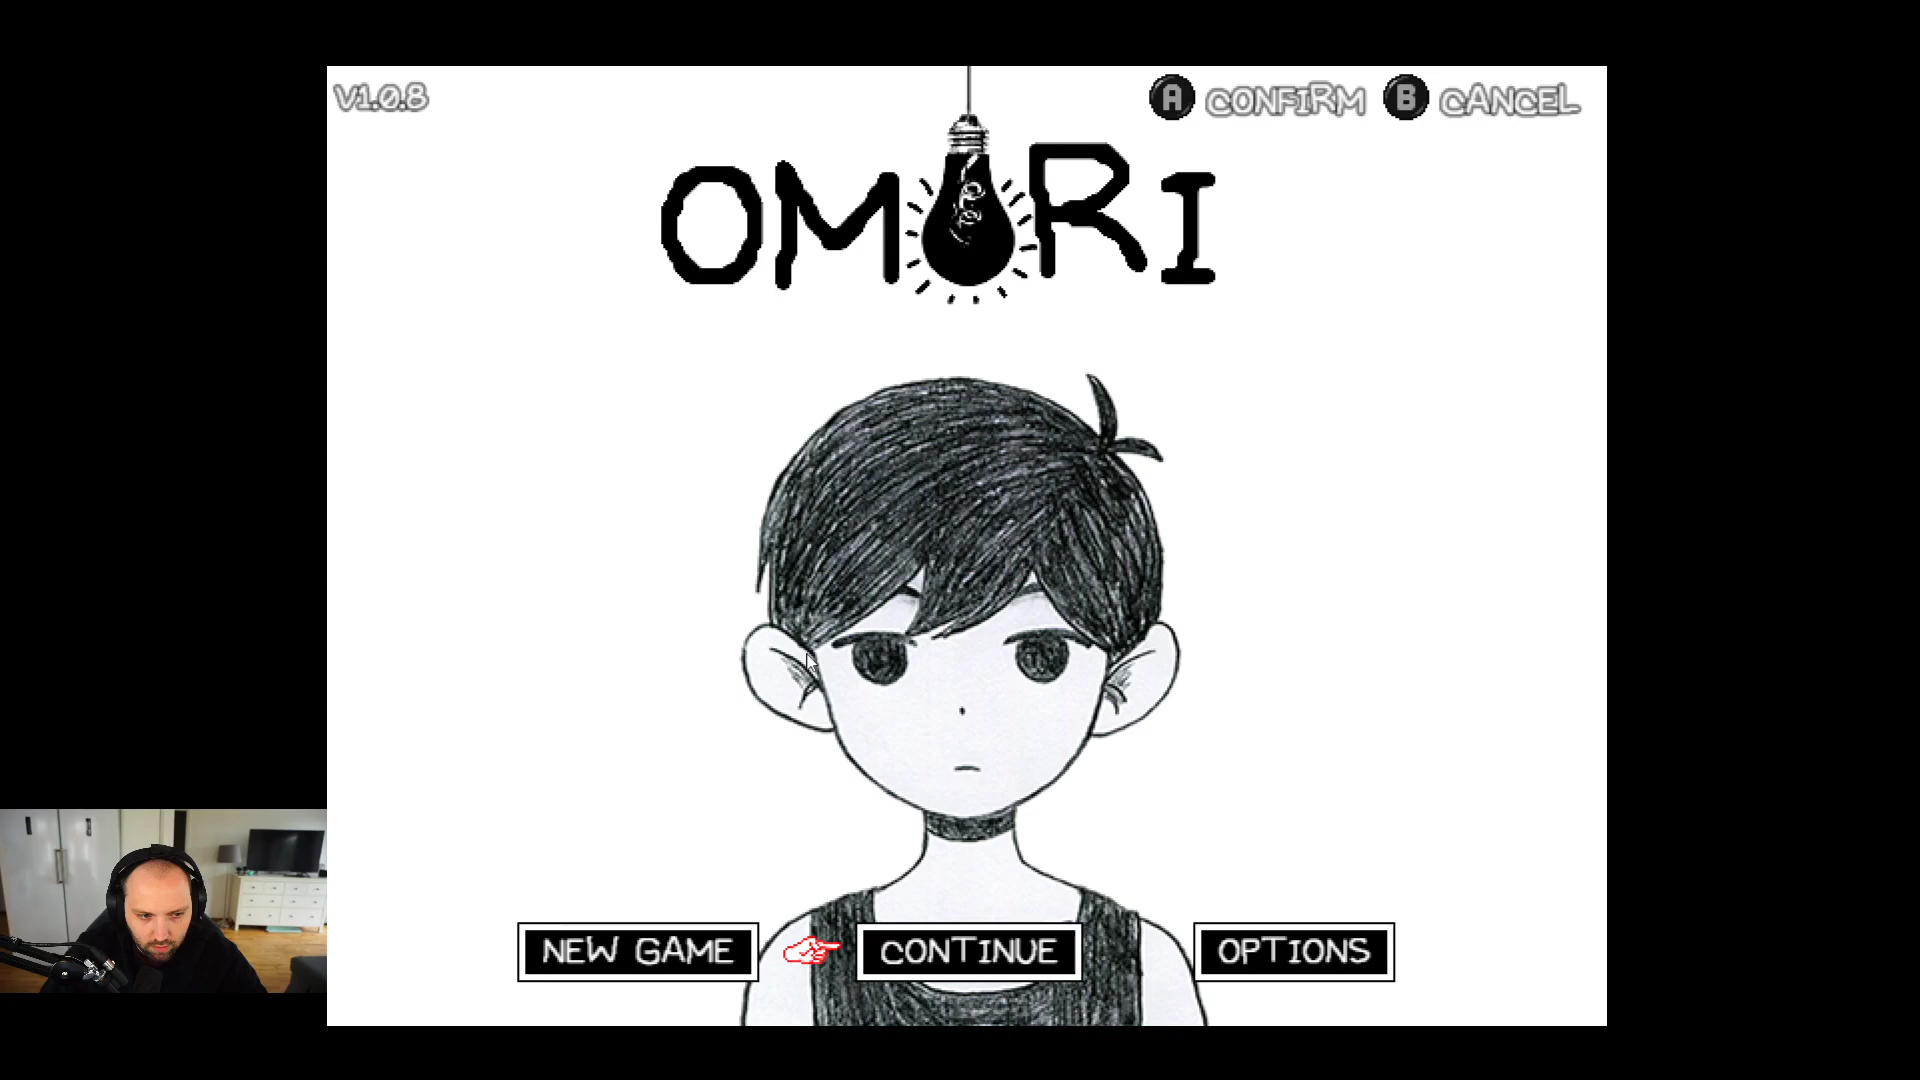 V1.0.8
A CONFIRM B CANCEL
OMORI
NEW GAME
CONTINUE
OPTIONS